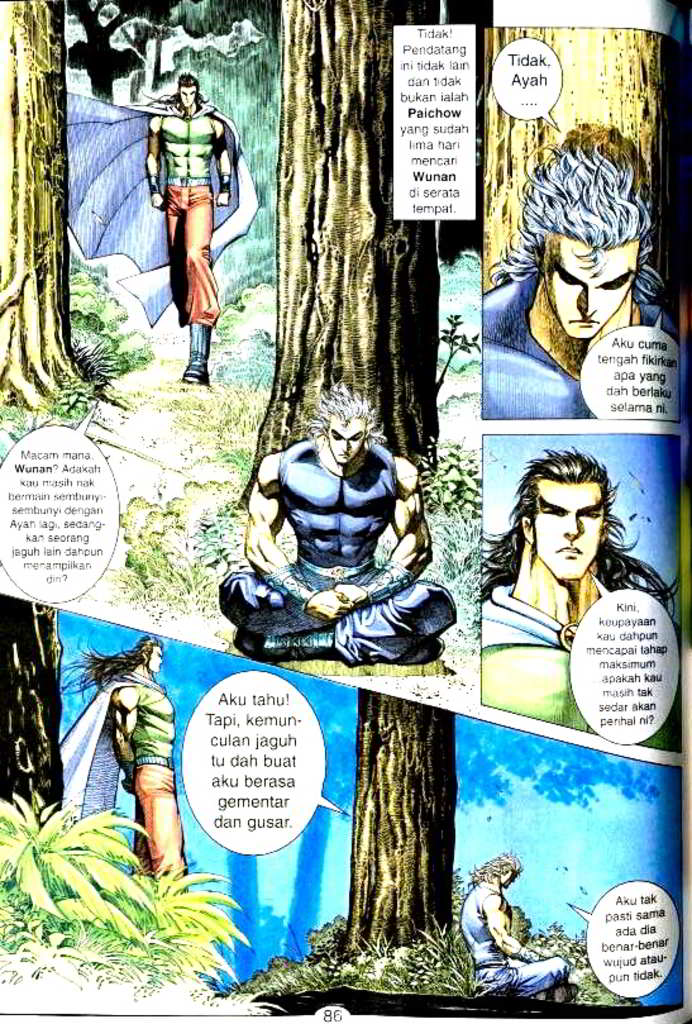 Tidak!
Pendatang
ini tidak lain
dan tidak
bukan ialah
Paichow
yang sudah
lima hari
mencari
Wunan
di serata
tempat.
Macam mana,
Wunan? Adakah
kau masih nak
bermain sembunyi-
sembunyi dengan
Ayah lagi, sedang-
kan seorang
jaguh lain dahpun
menampilkan
diri?
Tidak,
Ayah
....
Aku cuma
tengah fikirkan
apa yang
dah berlaku
selama ni.
Kini,
keupayaan
kau dahpun
mencapai tahap
maksimum
apakah kau
masih tak
sedar akan
perihal ni?
Aku tahu!
Tapi, kemun-
culan jaguh
tu dah buat
aku berasa
gementar
dan gusar.
Aku tak
pasti sama
ada dia
benar-benar
wujud atau-
pun tidak.
86